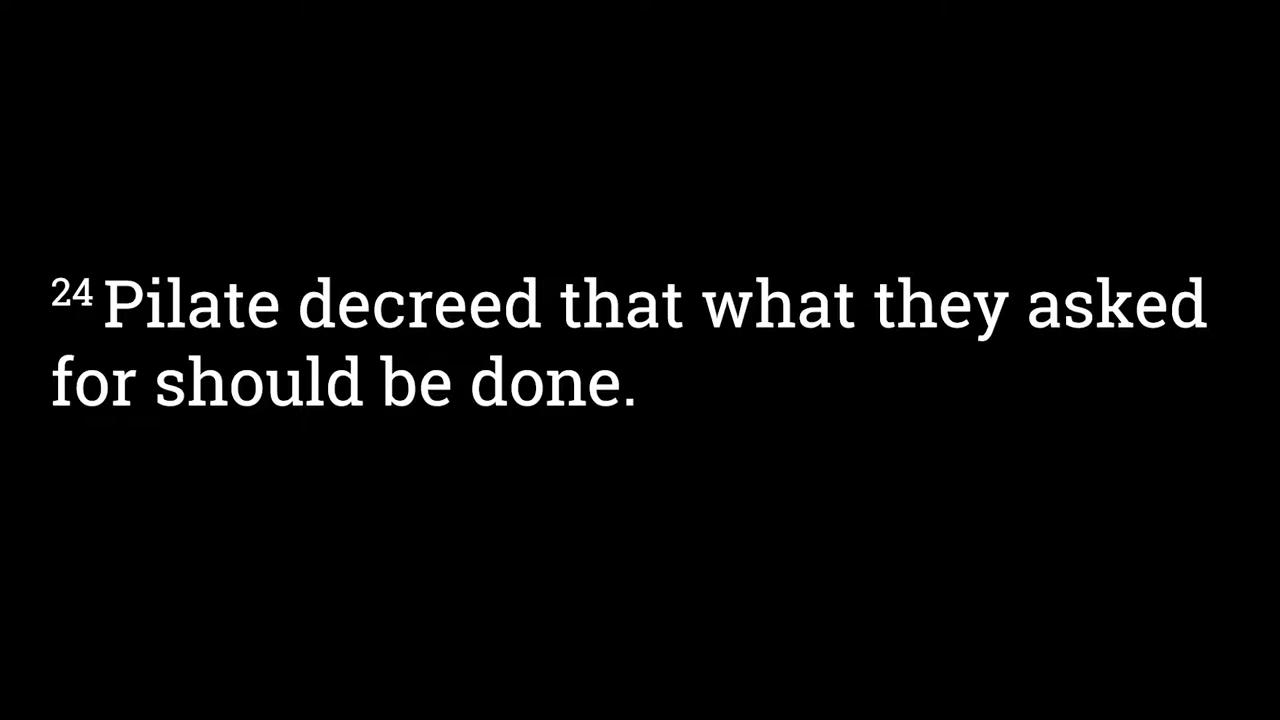 24 Pilate decreed that what they asked
for should be done.